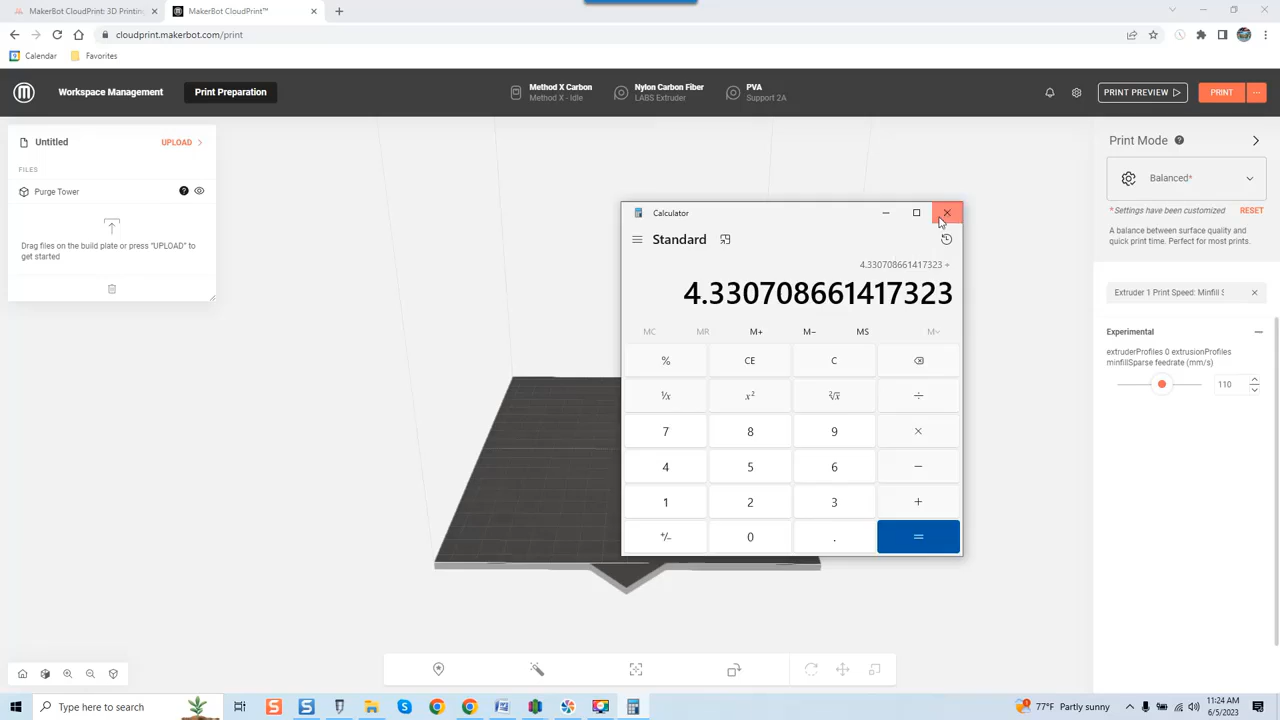 MakerBot CloudPrint: 3D Printing
MakerBot CloudPrint™
cloudprint.makerbot.com/print
Calendar
Favorites
Workspace Management
Print Preparation
Method X Carbon
Method X - Idle
Nylon Carbon Fiber
LABS Extruder
PVA
Support 2A
PRINT PREVIEW
PRINT
Untitled
UPLOAD
FILES
Purge Tower
Drag files on the build plate or press "UPLOAD" to
get started
Print Mode
Balanced*
*Settings have been customized
RESET
A balance between surface quality and
quick print time. Perfect for most prints.
Extruder 1 Print Speed: Minfill S
Experimental
extruderProfiles 0 extrusionProfiles
minfillSparse feedrate (mm/s)
110
Calculator
Standard
4.330708661417323 ÷
4.330708661417323
MC MR M+ M− MS M˅
% CE C
⅟x x² ²√x ÷
7 8 9 ×
4 5 6 −
1 2 3 +
+/− 0 . =
Type here to search
77°F Partly sunny
11:24 AM
6/5/2023